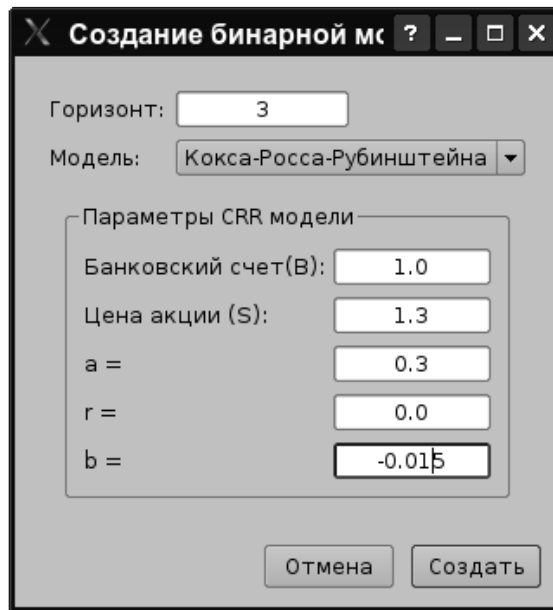 Создание бинарной мо ?
Горизонт: 3
Модель: Кокса-Росса-Рубинштейна
Параметры CRR модели
Банковский счет(B): 1.0
Цена акции (S): 1.3
a = 0.3
r = 0.0
b = -0.015
Отмена Создать